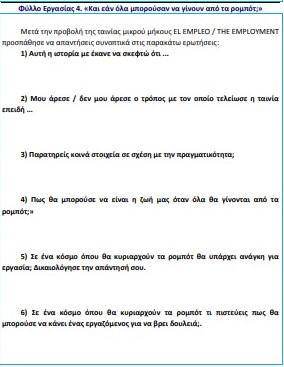 Φύλλο Εργασίας 4. «Και εάν όλα μπορούσαν να γίνουν από τα ρομπότ;»
Μετά την προβολή της ταινίας μικρού μήκους EL EMPLEO / THE EMPLOYMENT
προσπάθησε να απαντήσεις συνοπτικά στις παρακάτω ερωτήσεις:
1) Αυτή η ιστορία με έκανε να σκεφτώ ότι ...
2) Μου άρεσε / δεν μου άρεσε ο τρόπος με τον οποίο τελείωσε η ταινία
επειδή ...
3) Παρατηρείς κοινά στοιχεία σε σχέση με την πραγματικότητα;
4) Πως θα μπορούσε να είναι η ζωή μας όταν όλα θα γίνονται από τα
ρομπότ;»
5) Σε ένα κόσμο όπου θα κυριαρχούν τα ρομπότ θα υπάρχει ανάγκη για
εργασία; Δικαιολόγησε την απάντησή σου.
6) Σε ένα κόσμο όπου θα κυριαρχούν τα ρομπότ τι πιστεύεις πως θα
μπορούσε να κάνει ένας εργαζόμενος για να βρει δουλειά;.